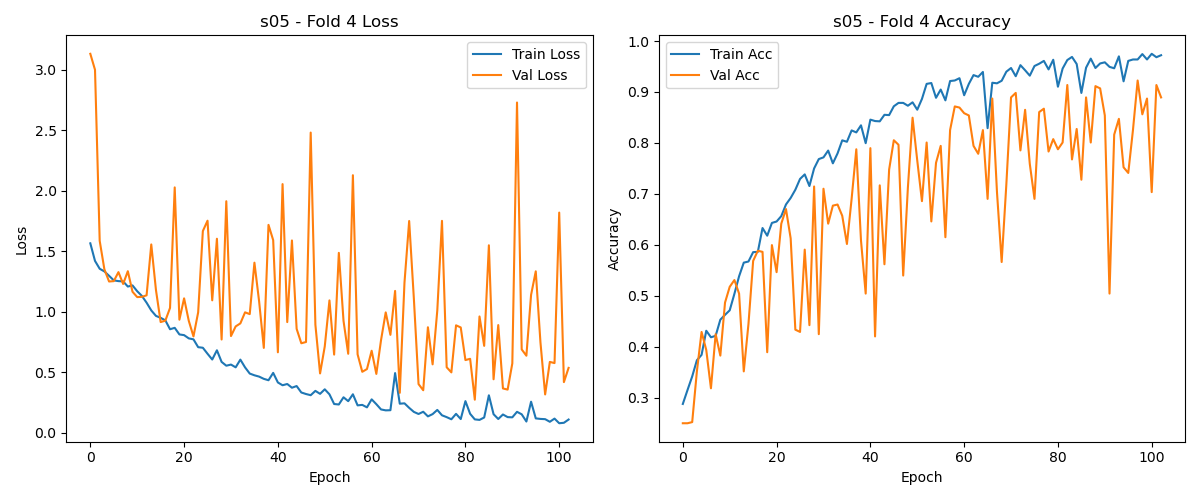 s05 - Fold 4 Loss
Train Loss
Val Loss
3.0
2.5
2.0
1.5
1.0
0.5
0.0
Loss
0 20 40 60 80 100
Epoch
s05 - Fold 4 Accuracy
Train Acc
Val Acc
1.0
0.9
0.8
0.7
0.6
0.5
0.4
0.3
Accuracy
0 20 40 60 80 100
Epoch